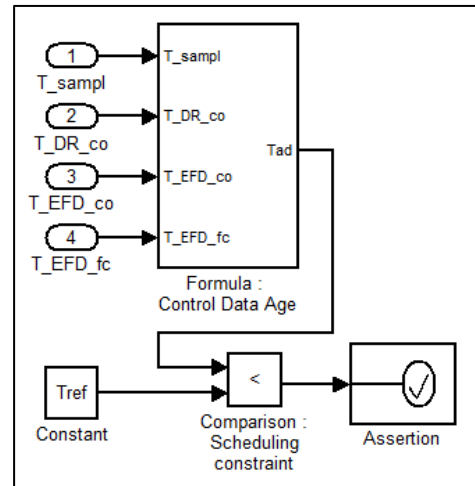 1
T_sampl
T_sampl
2
T_DR_co
T_DR_co
Tad
3
T_EFD_co
T_EFD_co
4
T_EFD_fc
T_EFD_fc
Formula :
Control Data Age
Tref
Constant
<
Comparison :
Scheduling
constraint
Assertion